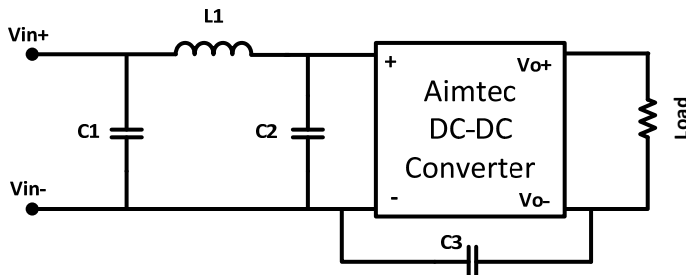 L1
Vin+
+
Vo+
Aimtec
DC-DC
Converter
C1
C2
Load
Vin-
-
Vo-
C3